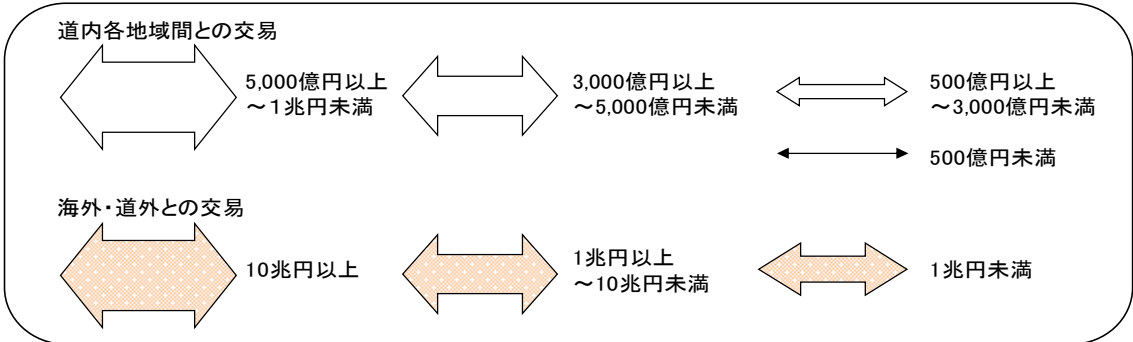 道内各地域間との交易
5,000億円以上
～1兆円未満
3,000億円以上
～5,000億円未満
500億円以上
～3,000億円未満
500億円未満
海外・道外との交易
10兆円以上
1兆円以上
～10兆円未満
1兆円未満